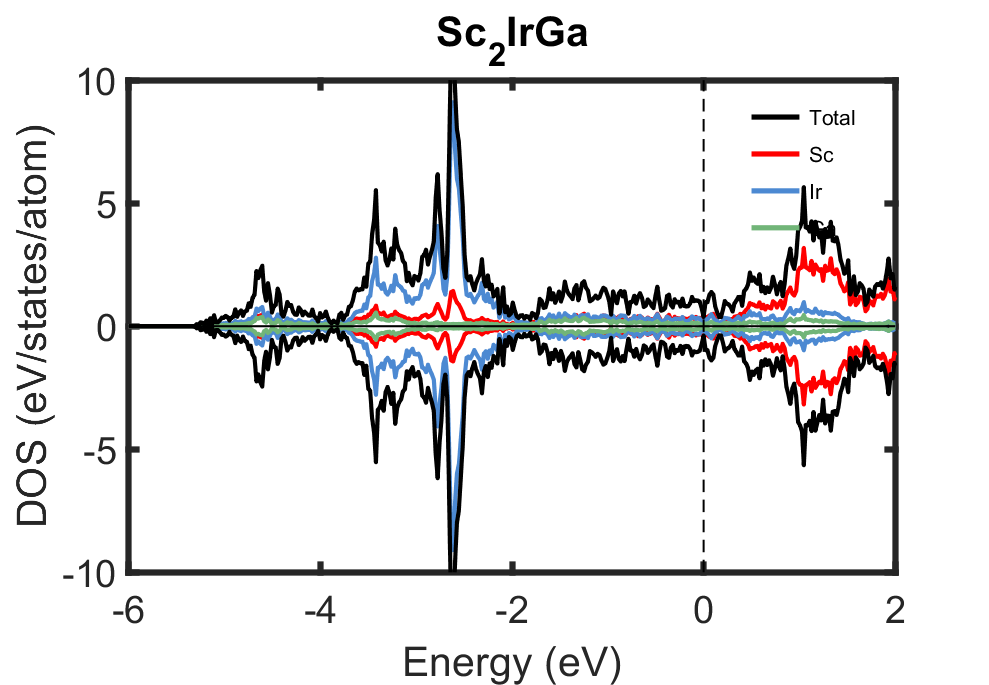 Sc2IrGa
DOS (eV/states/atom)
10
5
0
-5
-10
Total
Sc
Ir
-6
-4
-2
0
2
Energy (eV)